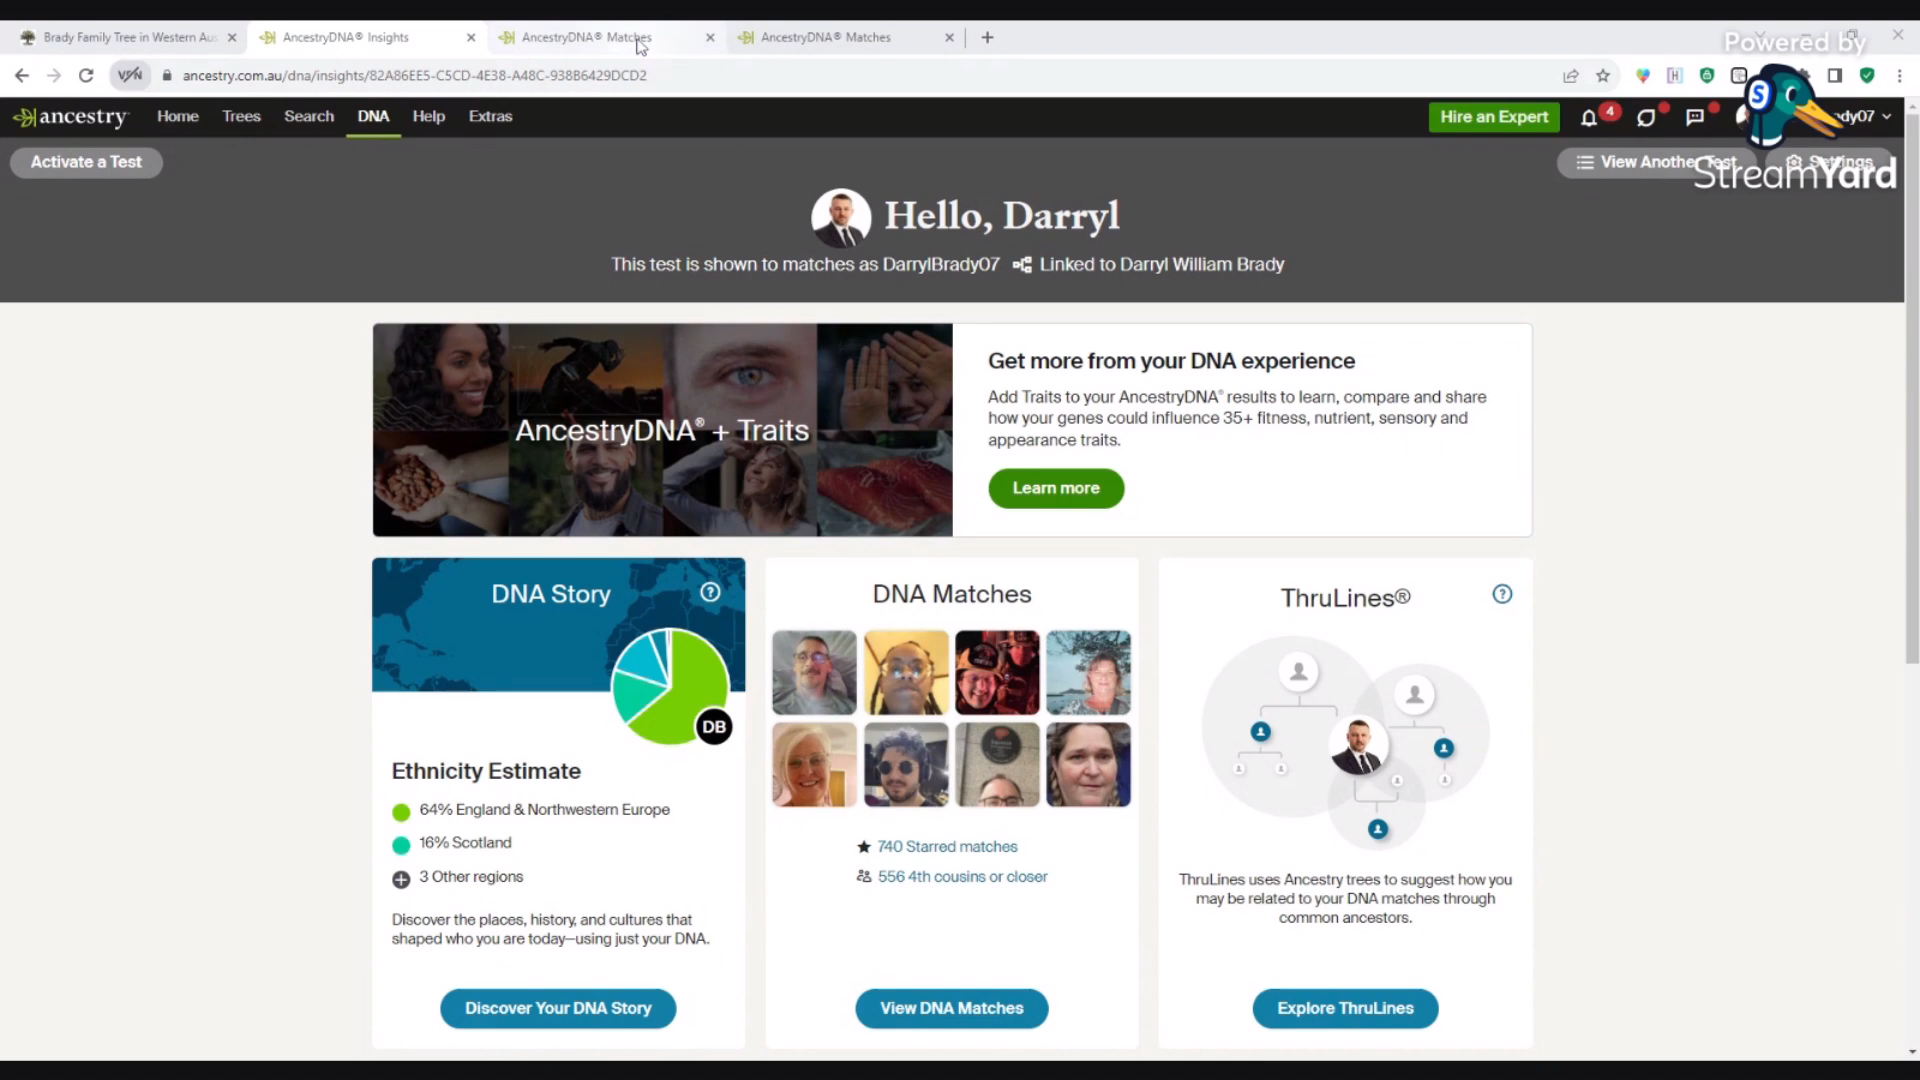 Brady Family Tree in Western Aus
AncestryDNA® Insights
AncestryDNA® Matches
AncestryDNA® Matches
Powered by
VPN
ancestry.com.au/dna/insights/82A86EE5-C5CD-4E38-A48C-938B6429DCD2
ancestry
Home
Trees
Search
DNA
Help
Extras
Hire an Expert
4
dy07
Activate a Test
View Another Test
Settings
StreamYard
Hello, Darryl
This test is shown to matches as DarrylBrady07
Linked to Darryl William Brady
AncestryDNA® + Traits
Get more from your DNA experience
Add Traits to your AncestryDNA® results to learn, compare and share
how your genes could influence 35+ fitness, nutrient, sensory and
appearance traits.
Learn more
DNA Story
DB
Ethnicity Estimate
64% England & Northwestern Europe
16% Scotland
3 Other regions
Discover the places, history, and cultures that
shaped who you are today—using just your DNA.
Discover Your DNA Story
DNA Matches
740 Starred matches
556 4th cousins or closer
View DNA Matches
ThruLines®
ThruLines uses Ancestry trees to suggest how you
may be related to your DNA matches through
common ancestors.
Explore ThruLines